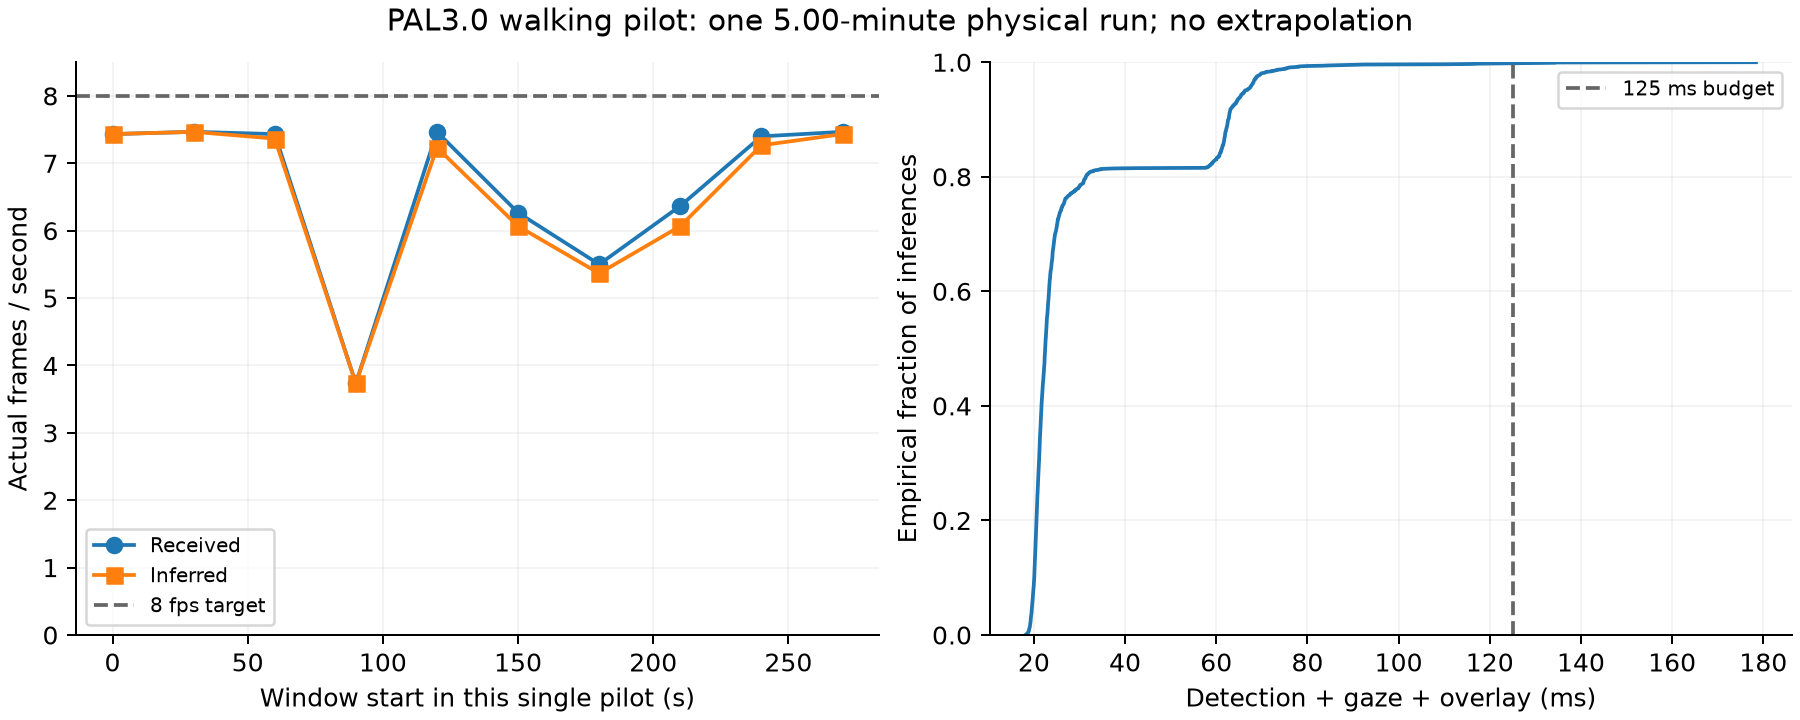 PAL3.0 walking pilot: one 5.00-minute physical run; no extrapolation
Actual frames / second
8
7
6
5
4
3
2
1
0
Received
Inferred
8 fps target
0 50 100 150 200 250
Window start in this single pilot (s)
Empirical fraction of inferences
1.0
0.8
0.6
0.4
0.2
0.0
125 ms budget
20 40 60 80 100 120 140 160 180
Detection + gaze + overlay (ms)